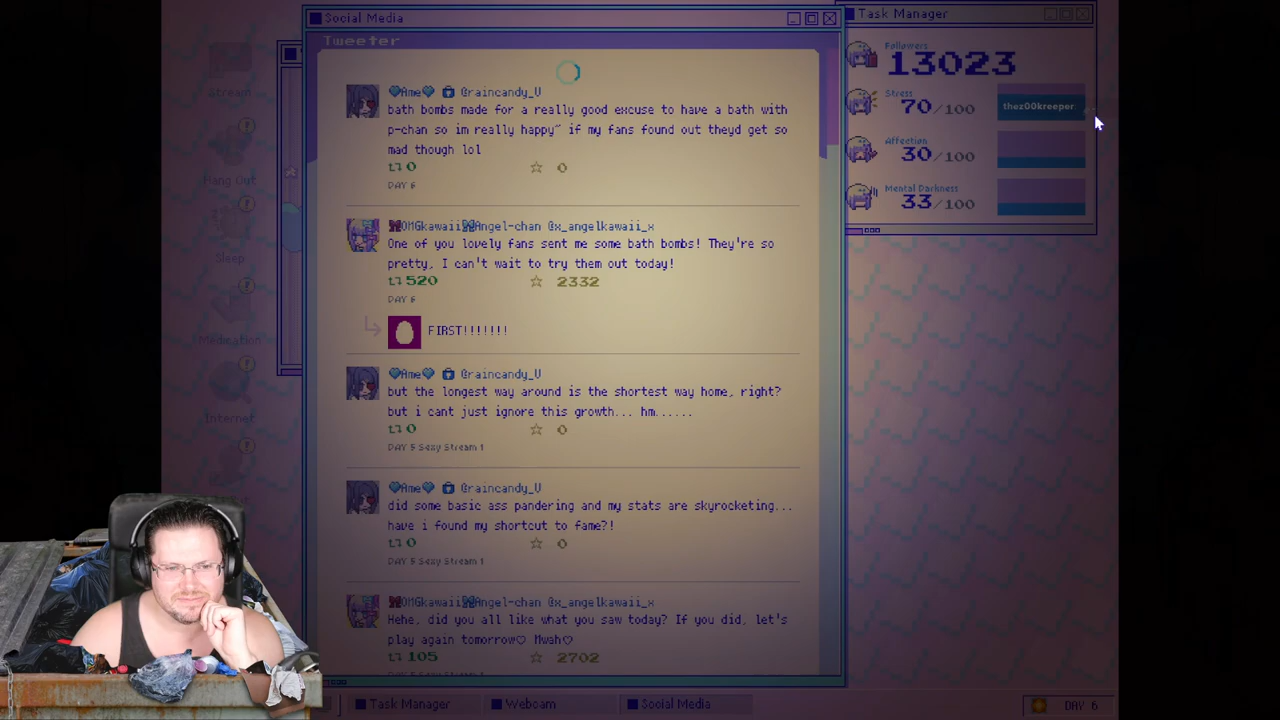 Social Media
Tweeter
Ame @raincandy_U
bath bombs made for a really good excuse to have a bath with
p-chan so im really happy~ if my fans found out theyd get so
mad though lol
0 ☆ 0
DAY 6
OMGkawaiiAngel-chan @x_angelkawaii_x
One of you lovely fans sent me some bath bombs! They're so
pretty, I can't wait to try them out today!
520 ☆ 2332
DAY 6
FIRST!!!!!!!
Ame @raincandy_U
but the longest way around is the shortest way home, right?
but i cant just ignore this growth... hm......
0 ☆ 0
DAY 5 Sexy Stream 1
Ame @raincandy_U
did some basic ass pandering and my stats are skyrocketing...
have i found my shortcut to fame?!
0 ☆ 0
DAY 5 Sexy Stream 1
OMGkawaiiAngel-chan @x_angelkawaii_x
Hehe, did you all like what you saw today? If you did, let's
play again tomorrow♡ Mwah♡
105 ☆ 2702
DAY 5 Sexy Stream 1
Task Manager
Followers
13023
Stress
70/100
thez00kreeper:
Affection
30/100
Mental Darkness
33/100
Stream
Hang Out
Sleep
Medication
Internet
Task Manager
Webcam
Social Media
DAY 6